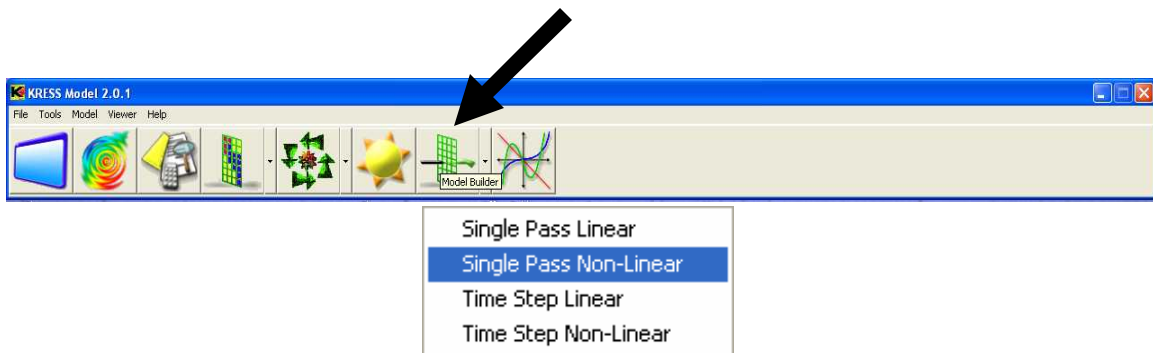 KRESS Model 2.0.1
File Tools Model Viewer Help
Model Builder
Single Pass Linear
Single Pass Non-Linear
Time Step Linear
Time Step Non-Linear